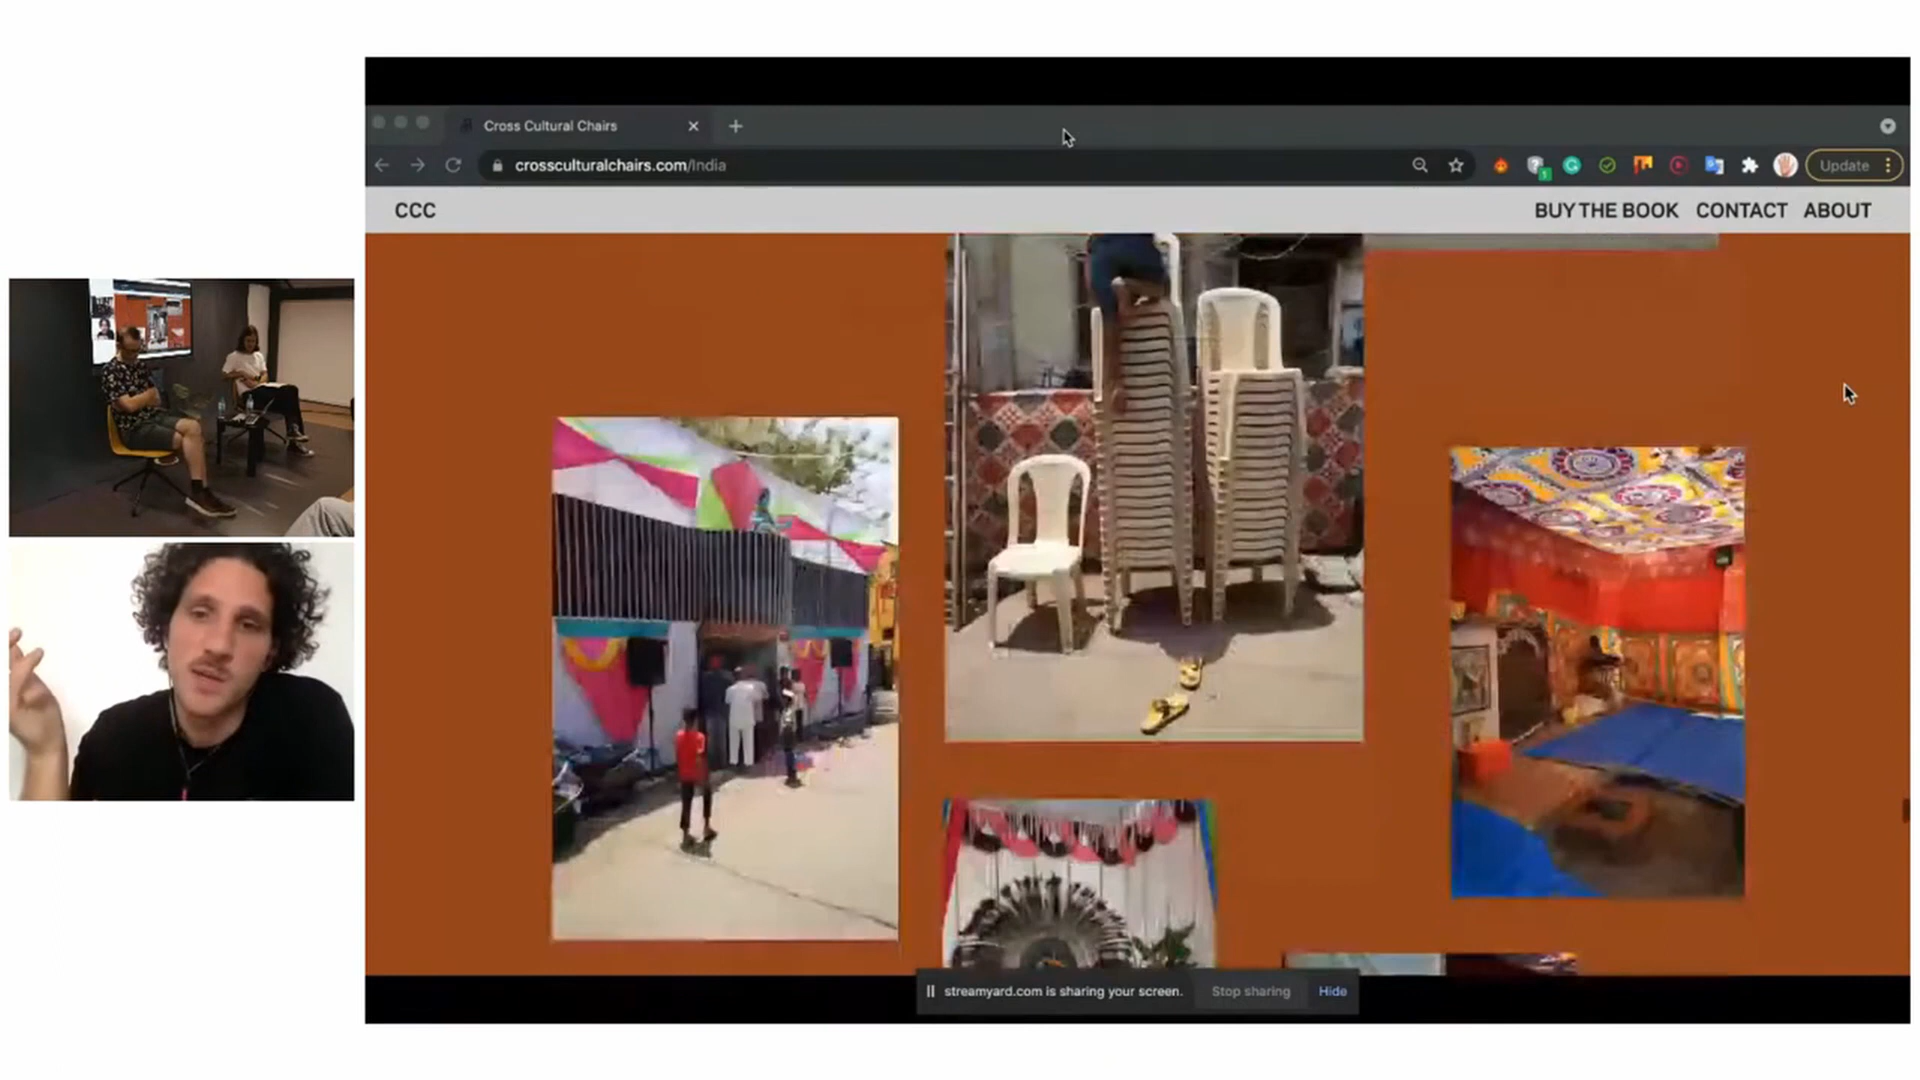 Cross Cultural Chairs
crossculturalchairs.com/India
1
Update
CCC
BUY THE BOOK CONTACT ABOUT
streamyard.com is sharing your screen. Stop sharing Hide